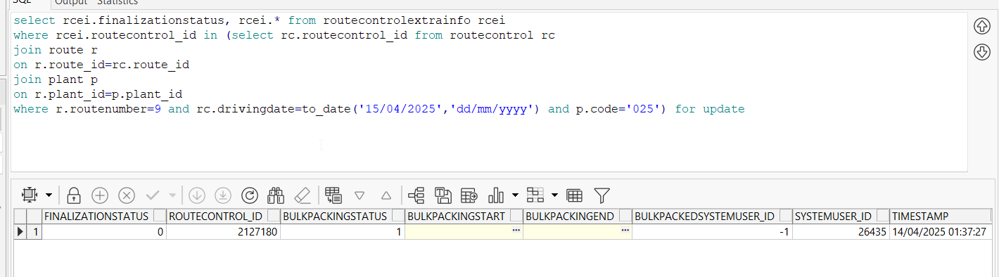 SQL Output Statistics
select rcei.finalizationstatus, rcei.* from routecontrolextrainfo rcei
where rcei.routecontrol_id in (select rc.routecontrol_id from routecontrol rc
join route r
on r.route_id=rc.route_id
join plant p
on r.plant_id=p.plant_id
where r.routenumber=9 and rc.drivingdate=to_date('15/04/2025','dd/mm/yyyy') and p.code='025') for update
FINALIZATIONSTATUS ROUTECONTROL_ID BULKPACKINGSTATUS BULKPACKINGSTART BULKPACKINGEND BULKPACKEDSYSTEMUSER_ID SYSTEMUSER_ID TIMESTAMP
1 0 2127180 1 ... ... -1 26435 14/04/2025 01:37:27